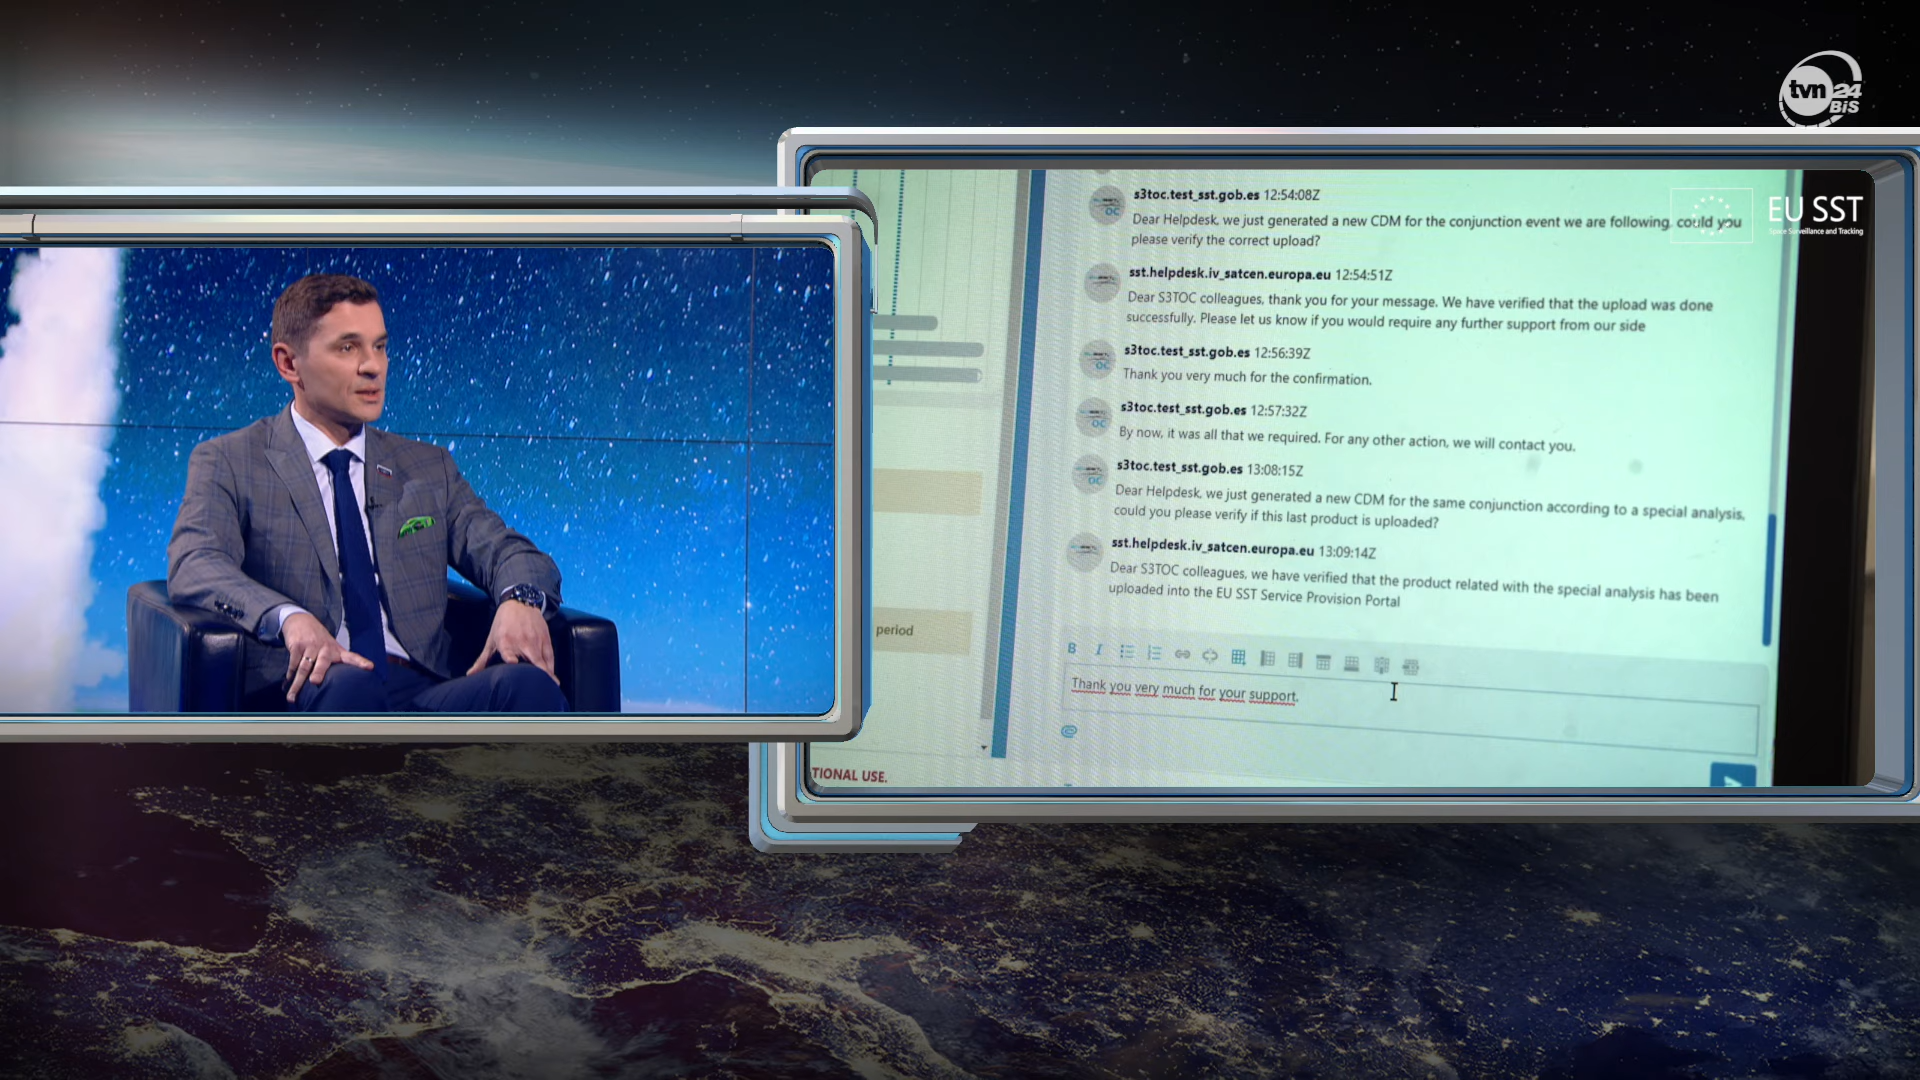 tvn 24
BiS
EU SST
Space Surveillance and Tracking
s3toc.test_sst.gob.es 12:54:08Z
Dear Helpdesk, we just generated a new CDM for the conjunction event we are following, could you
please verify the correct upload?
sst.helpdesk.iv_satcen.europa.eu 12:54:51Z
Dear S3TOC colleagues, thank you for your message. We have verified that the upload was done
successfully. Please let us know if you would require any further support from our side
s3toc.test_sst.gob.es 12:56:39Z
Thank you very much for the confirmation.
s3toc.test_sst.gob.es 12:57:32Z
By now, it was all that we required. For any other action, we will contact you.
s3toc.test_sst.gob.es 13:08:15Z
Dear Helpdesk, we just generated a new CDM for the same conjunction according to a special analysis,
could you please verify if this last product is uploaded?
sst.helpdesk.iv_satcen.europa.eu 13:09:14Z
Dear S3TOC colleagues, we have verified that the product related with the special analysis has been
uploaded into the EU SST Service Provision Portal
period
B I
Thank you very much for your support.
@
TIONAL USE.